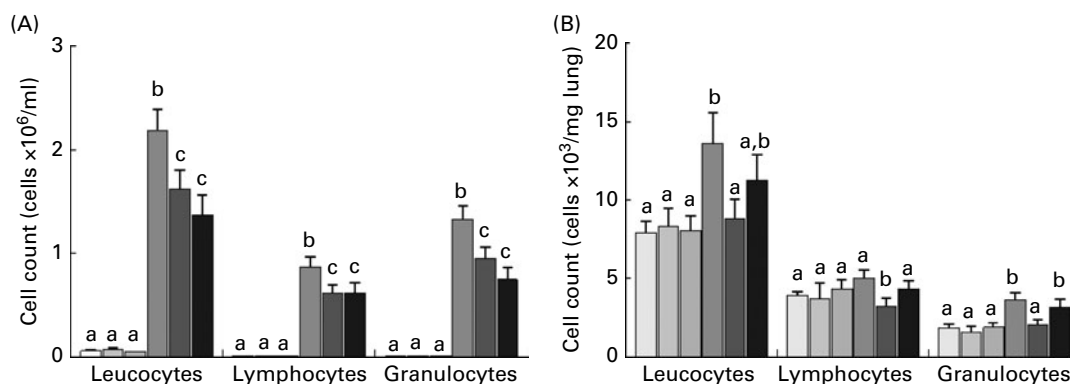 (A)
3
2
1
0
Cell count (cells ×10⁶/ml)
a a a b c c
a a a b c c
a a a b c c
Leucocytes Lymphocytes Granulocytes
(B)
20
15
10
5
0
Cell count (cells ×10³/mg lung)
a a a b a a,b
a a a a b a
a a a b a b
Leucocytes Lymphocytes Granulocytes